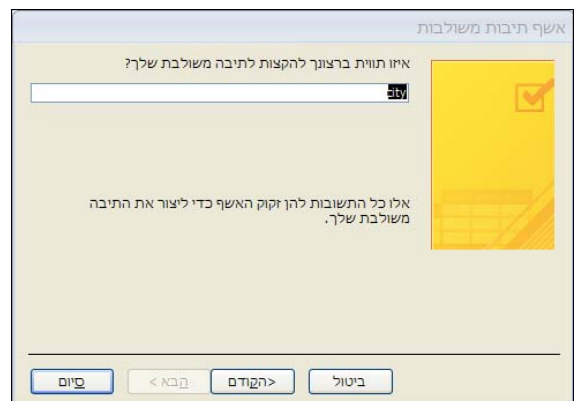 אשף תיבות משולבות
איזו תווית ברצונך להקצות לתיבה משולבת שלך?
city
אלו כל התשובות להן זקוק האשף כדי ליצור את התיבה
משולבת שלך.
ביטול
<הקודם
הבא >
סיום